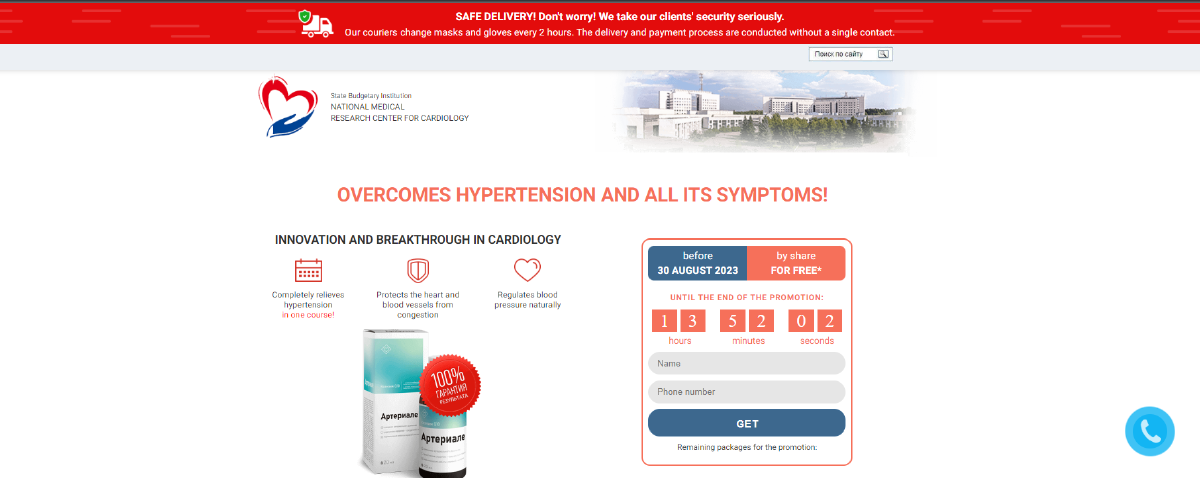 SAFE DELIVERY! Don't worry! We take our clients' security seriously.
Our couriers change masks and gloves every 2 hours. The delivery and payment process are conducted without a single contact.
Поиск по сайту
State Budgetary Institution
NATIONAL MEDICAL
RESEARCH CENTER FOR CARDIOLOGY
OVERCOMES HYPERTENSION AND ALL ITS SYMPTOMS!
INNOVATION AND BREAKTHROUGH IN CARDIOLOGY
Completely relieves
hypertension
in one course!
Protects the heart and
blood vessels from
congestion
Regulates blood
pressure naturally
100%
ГАРАНТИЯ
РЕЗУЛЬТАТА
Артериале
Артериале
before
30 AUGUST 2023
by share
FOR FREE*
UNTIL THE END OF THE PROMOTION:
1 3 5 2 0 2
hours minutes seconds
Name
Phone number
GET
Remaining packages for the promotion: